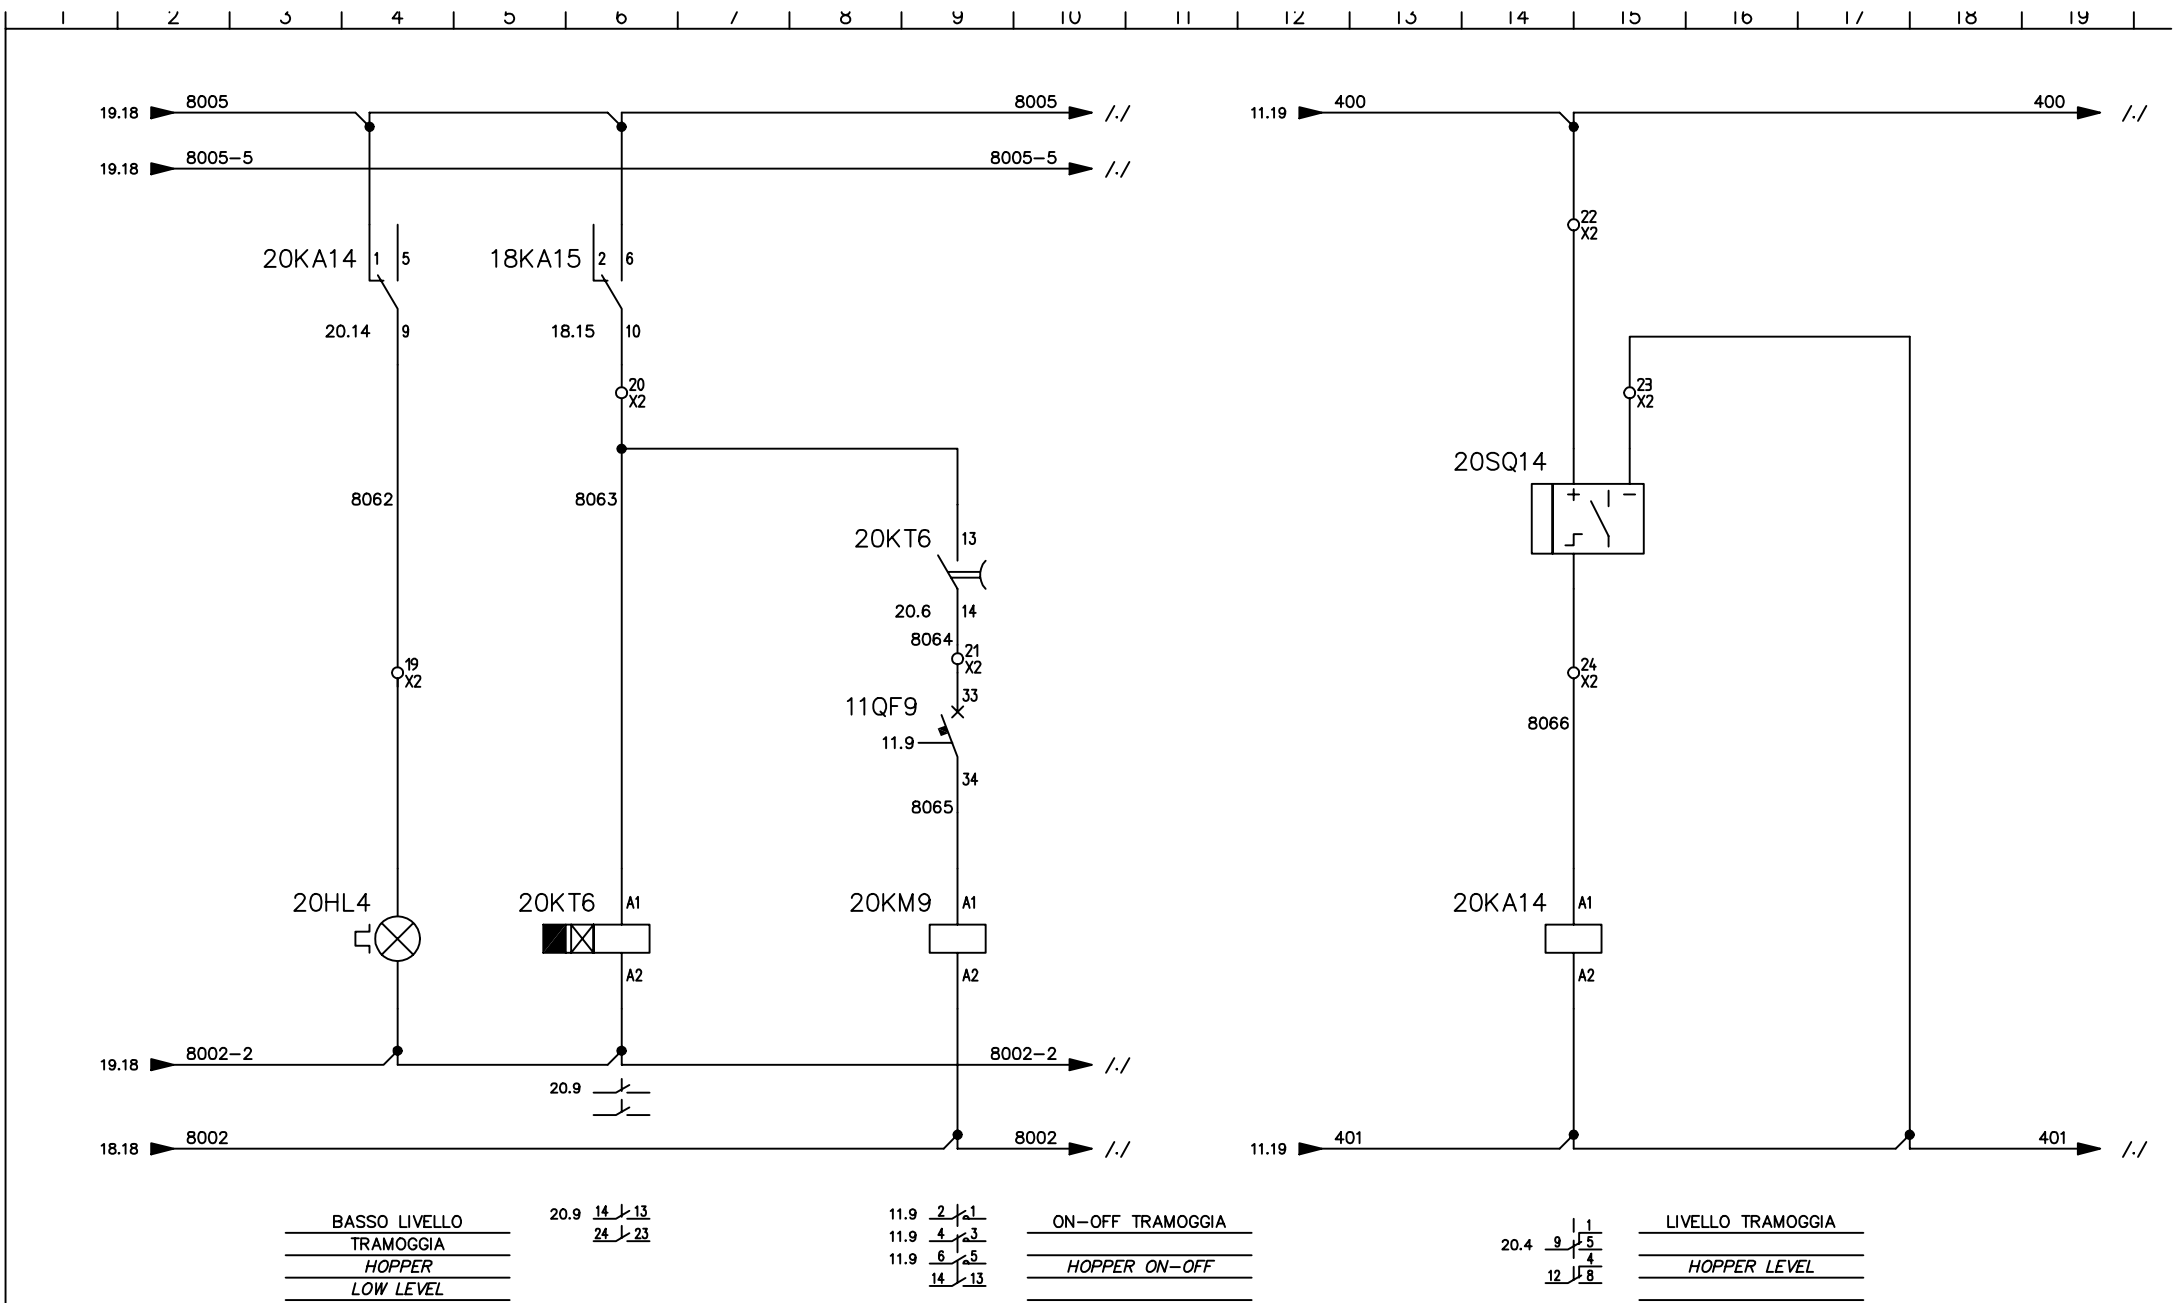 1 2 3 4 5 6 7 8 9 10 11 12 13 14 15 16 17 18 19
19.18 8005 8005 /./ 11.19 400 400 /./
19.18 8005-5 8005-5 /./
22
X2
20KA14 1 5 18KA15 2 6
20.14 9 18.15 10
20
X2
23
X2
20SQ14
+ -
8062 8063
20KT6 13
20.6 14
8064
21
X2
19
X2
24
X2
33
11QF9
11.9
8066
34
8065
20HL4 20KT6 A1 20KM9 A1 20KA14 A1
A2 A2 A2
19.18 8002-2 8002-2 /./
20.9
18.18 8002 8002 /./ 11.19 401 401 /./
BASSO LIVELLO
TRAMOGGIA
HOPPER
LOW LEVEL
20.9 14 13
24 23
11.9 2 1
11.9 4 3
11.9 6 5
14 13
ON-OFF TRAMOGGIA
HOPPER ON-OFF
1
20.4 9 5
4
12 8
LIVELLO TRAMOGGIA
HOPPER LEVEL